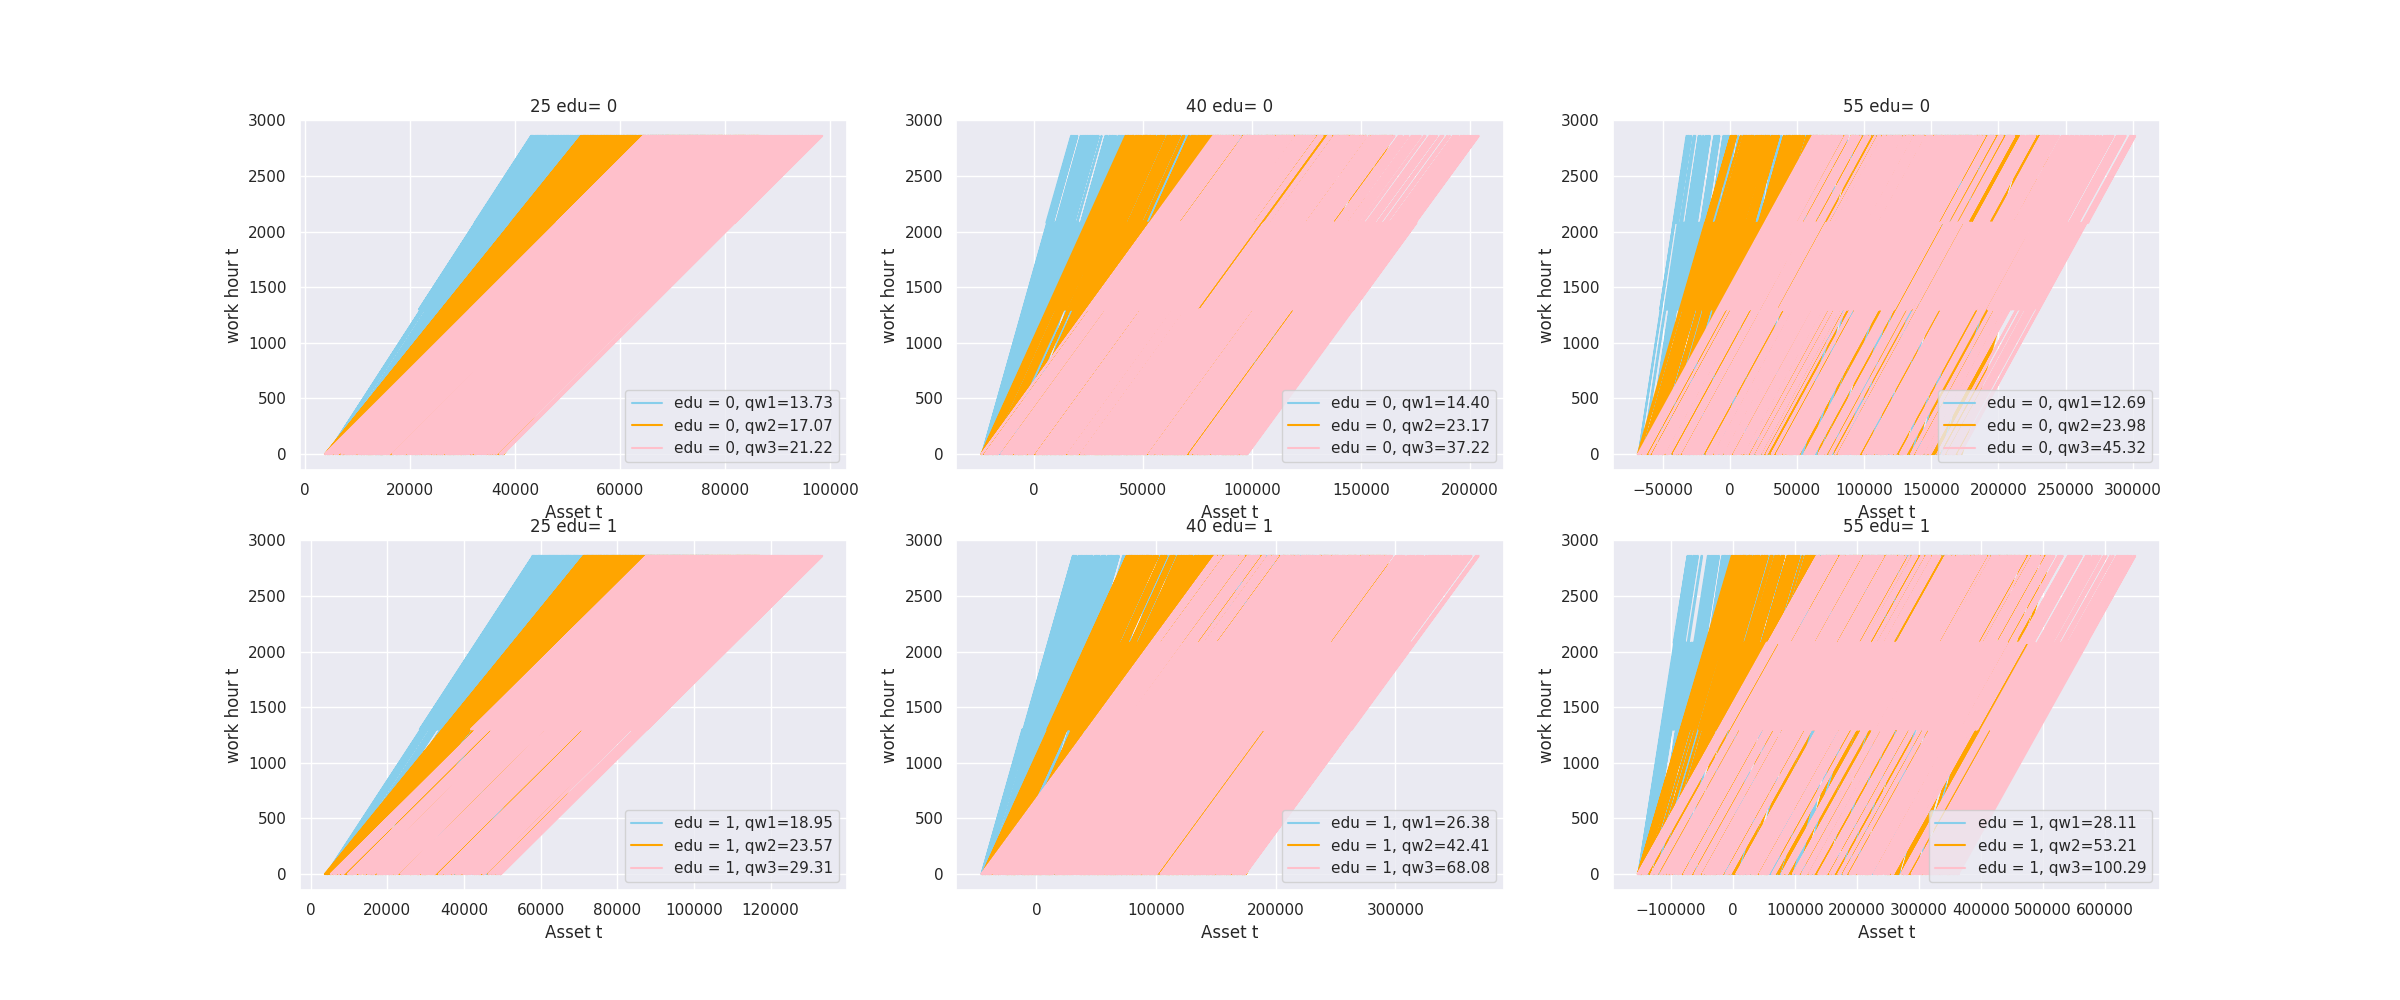 25 edu= 0
3000
2500
2000
1500
1000
500
0
work hour t
edu = 0, qw1=13.73
edu = 0, qw2=17.07
edu = 0, qw3=21.22
0 20000 40000 60000 80000 100000
Asset t
40 edu= 0
3000
2500
2000
1500
1000
500
0
work hour t
edu = 0, qw1=14.40
edu = 0, qw2=23.17
edu = 0, qw3=37.22
0 50000 100000 150000 200000
Asset t
55 edu= 0
3000
2500
2000
1500
1000
500
0
work hour t
edu = 0, qw1=12.69
edu = 0, qw2=23.98
edu = 0, qw3=45.32
−50000 0 50000 100000 150000 200000 250000 300000
Asset t
25 edu= 1
3000
2500
2000
1500
1000
500
0
work hour t
edu = 1, qw1=18.95
edu = 1, qw2=23.57
edu = 1, qw3=29.31
0 20000 40000 60000 80000 100000 120000
Asset t
40 edu= 1
3000
2500
2000
1500
1000
500
0
work hour t
edu = 1, qw1=26.38
edu = 1, qw2=42.41
edu = 1, qw3=68.08
0 100000 200000 300000
Asset t
55 edu= 1
3000
2500
2000
1500
1000
500
0
work hour t
edu = 1, qw1=28.11
edu = 1, qw2=53.21
edu = 1, qw3=100.29
−100000 0 100000 200000 300000 400000 500000 600000
Asset t